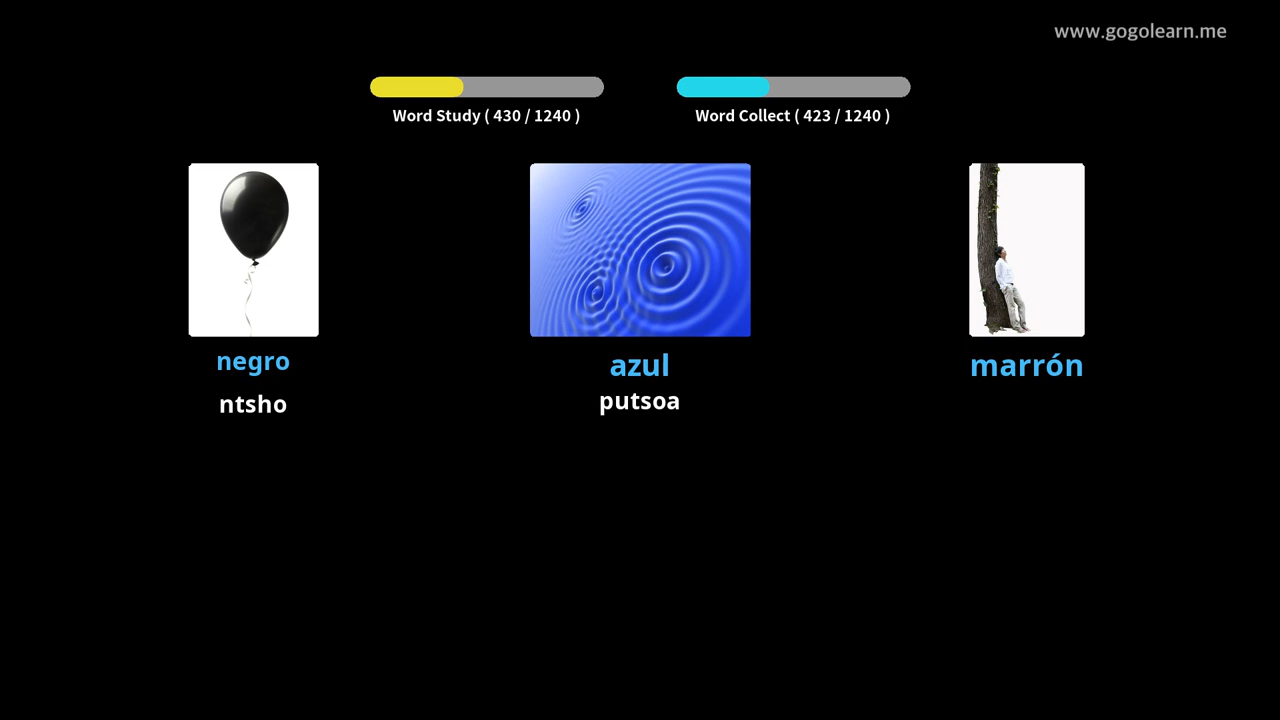 www.gogolearn.me
Word Study ( 430 / 1240 )
Word Collect ( 423 / 1240 )
negro
azul
marrón
ntsho
putsoa